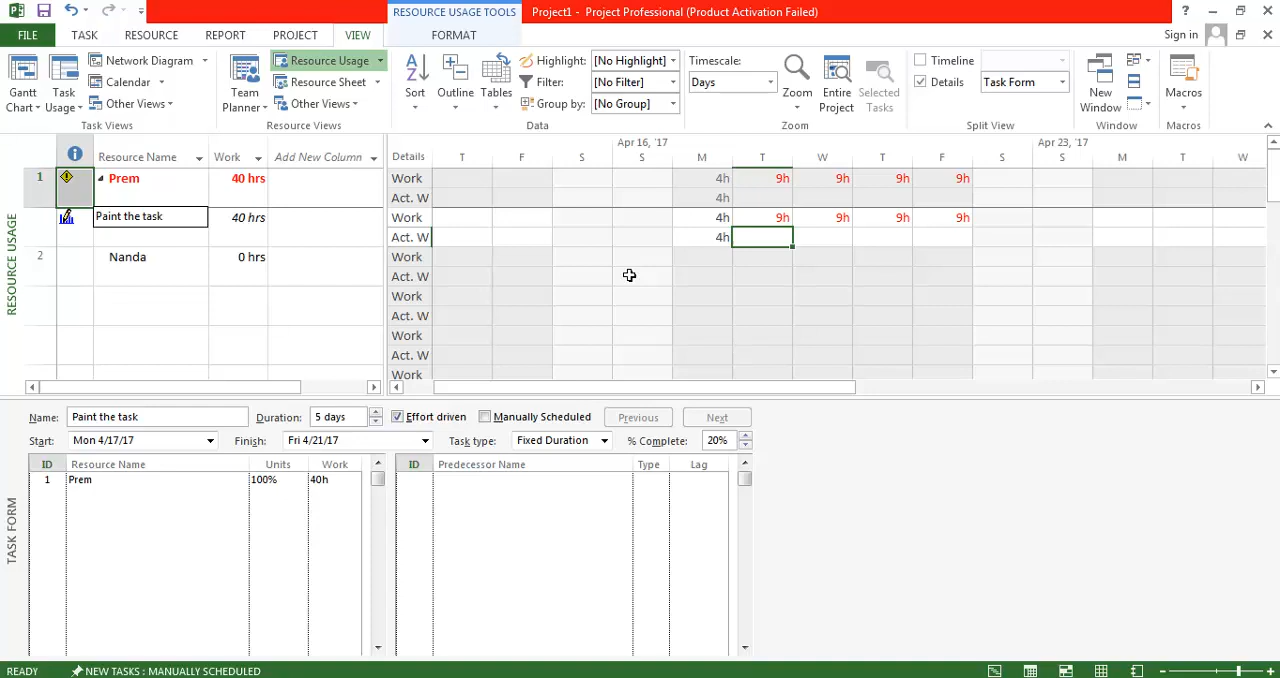 RESOURCE USAGE TOOLS
Project1 - Project Professional (Product Activation Failed)
?
FILE TASK RESOURCE REPORT PROJECT VIEW FORMAT Sign in
Gantt Chart
Task Usage
Network Diagram
Calendar
Other Views
Task Views
Team Planner
Resource Usage
Resource Sheet
Other Views
Resource Views
Sort
Outline
Tables
Highlight: [No Highlight]
Filter: [No Filter]
Group by: [No Group]
Data
Timescale:
Days
Zoom
Entire Project
Selected Tasks
Zoom
Timeline
Details Task Form
Split View
New Window
Window
Macros
Macros
Apr 16, '17 Apr 23, '17
Resource Name Work Add New Column Details T F S S M T W T F S S M T W
1 Prem 40 hrs Work 4h 9h 9h 9h 9h
Act. W 4h
Paint the task 40 hrs Work 4h 9h 9h 9h 9h
Act. W 4h
2 Nanda 0 hrs Work
Act. W
Work
Act. W
Work
Act. W
Work
RESOURCE USAGE
Name: Paint the task Duration: 5 days Effort driven Manually Scheduled Previous Next
Start: Mon 4/17/17 Finish: Fri 4/21/17 Task type: Fixed Duration % Complete: 20%
ID Resource Name Units Work ID Predecessor Name Type Lag
1 Prem 100% 40h
TASK FORM
READY NEW TASKS : MANUALLY SCHEDULED